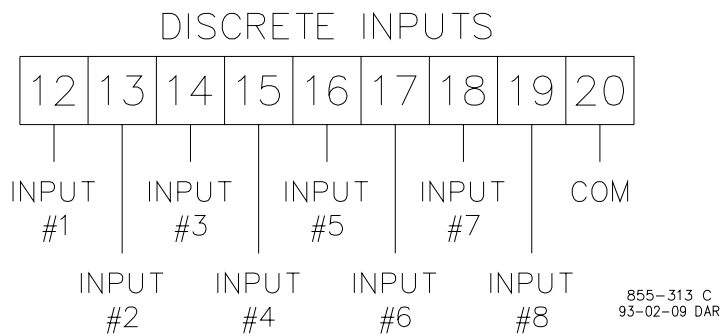 DISCRETE INPUTS
12 13 14 15 16 17 18 19 20
INPUT #1
INPUT #3
INPUT #5
INPUT #7
COM
INPUT #2
INPUT #4
INPUT #6
INPUT #8
855-313 C
93-02-09 DAR